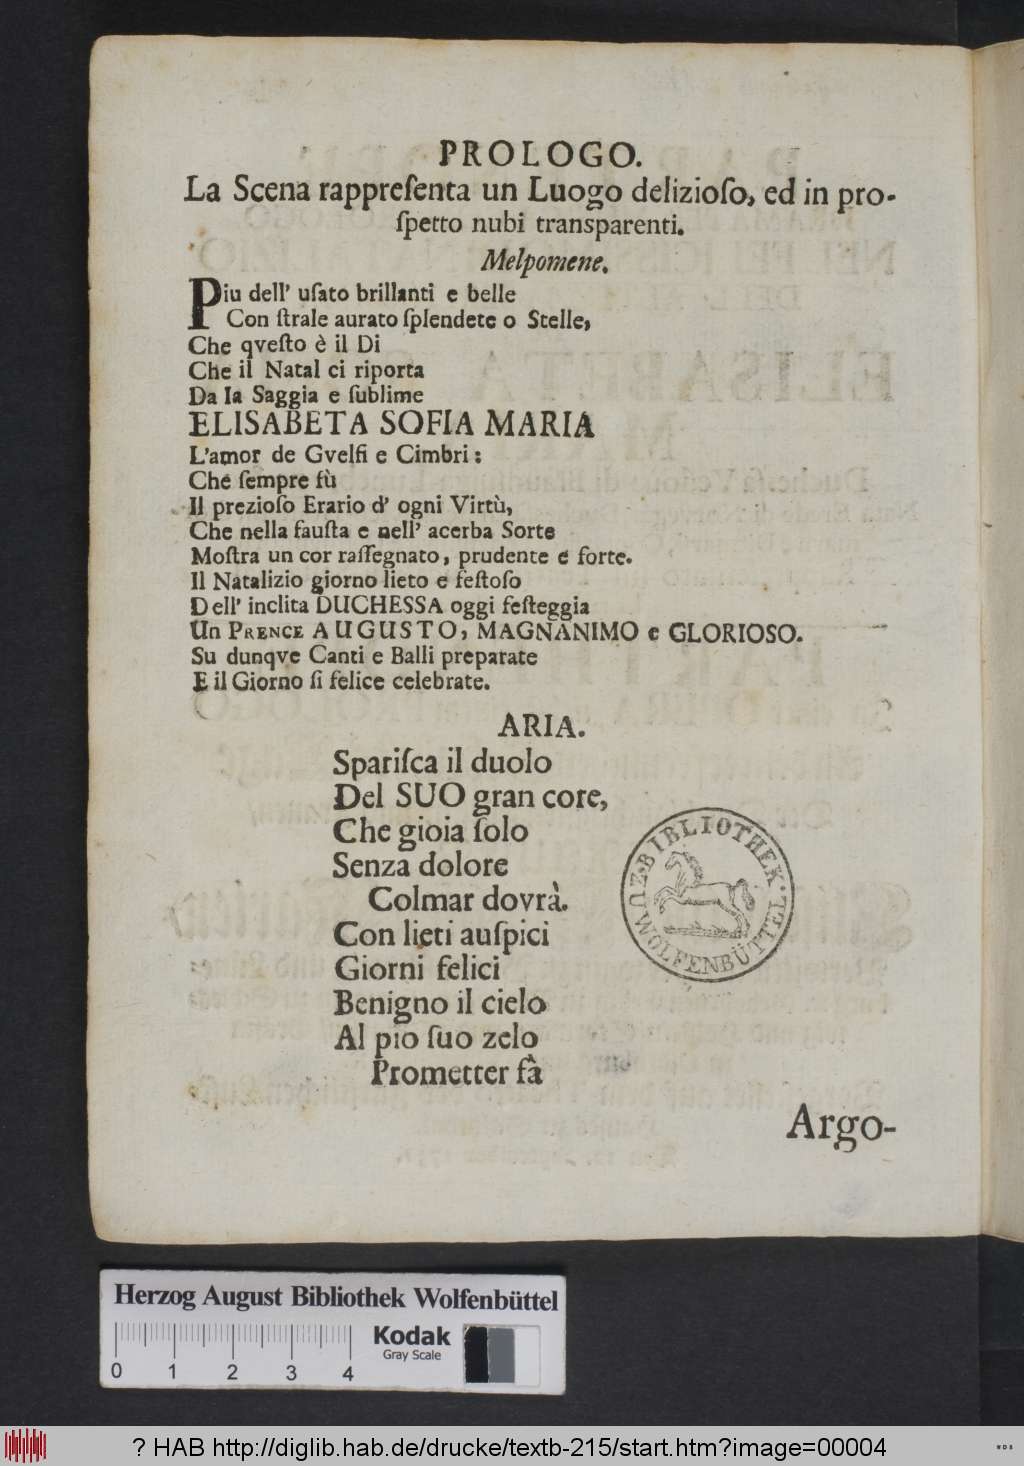 PROLOGO.
La Scena rappreſenta un Luogo delizioſo, ed in pro-
ſpetto nubi transparenti.
Melpomene.
Piu dell' uſato brillanti e belle
Con ſtrale aurato ſplendete o Stelle,
Che qveſto è il Di
Che il Natal ci riporta
Da la Saggia e ſublime
ELISABETA SOFIA MARIA
L'amor de Gvelfi e Cimbri:
Che ſempre fù
Il prezioſo Erario d' ogni Virtù,
Che nella fauſta e nell' acerba Sorte
Moſtra un cor raſſegnato, prudente e forte.
Il Natalizio giorno lieto e feſtoſo
Dell' inclita DUCHESSA oggi feſteggia
Un PRENCE AUGUSTO, MAGNANIMO e GLORIOSO.
Su dunqve Canti e Balli preparate
E il Giorno ſi felice celebrate.
ARIA.
Spariſca il duolo
Del SUO gran core,
Che gioia ſolo
Senza dolore
Colmar dovrà.
Con lieti auſpici
Giorni felici
Benigno il cielo
Al pio ſuo zelo
Prometter fà
BIBLIOTHEK
ZU WOLFENBÜTTEL
Argo-
Herzog August Bibliothek Wolfenbüttel
0 1 2 3 4
Kodak
Gray Scale
? HAB http://diglib.hab.de/drucke/textb-215/start.htm?image=00004